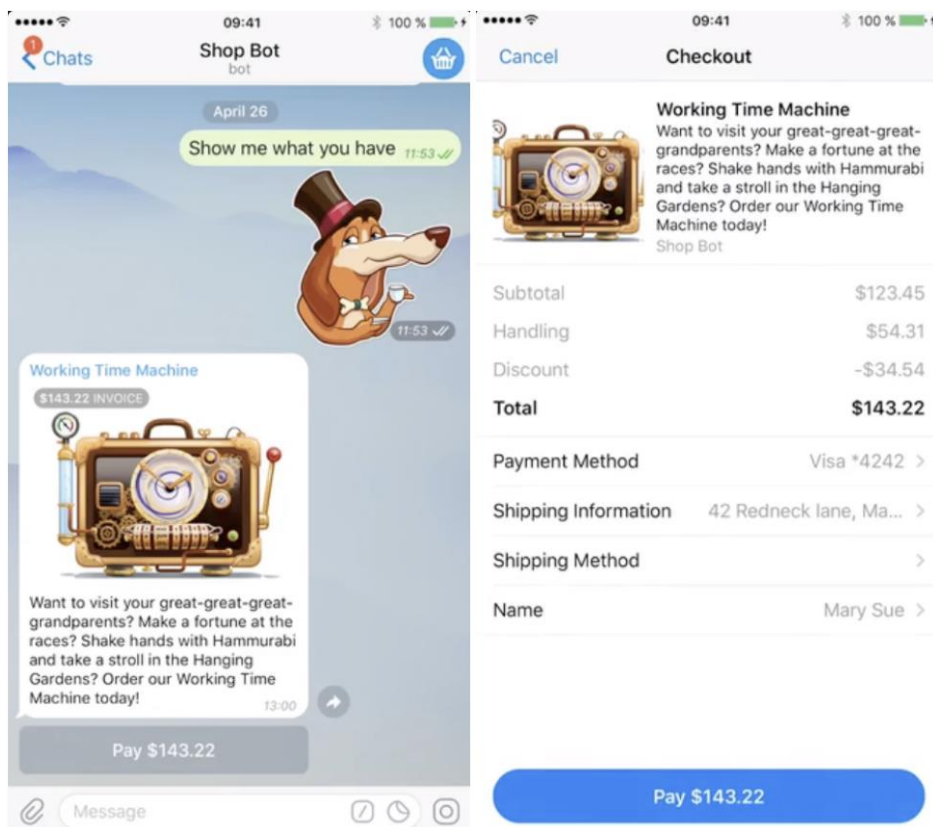 09:41
100 %
1
Chats
Shop Bot
bot
April 26
Show me what you have 11:53
11:53
Working Time Machine
$143.22 INVOICE
Want to visit your great-great-great-
grandparents? Make a fortune at the
races? Shake hands with Hammurabi
and take a stroll in the Hanging
Gardens? Order our Working Time
Machine today!
13:00
Pay $143.22
Message
09:41
100 %
Cancel
Checkout
Working Time Machine
Want to visit your great-great-great-
grandparents? Make a fortune at the
races? Shake hands with Hammurabi
and take a stroll in the Hanging
Gardens? Order our Working Time
Machine today!
Shop Bot
Subtotal $123.45
Handling $54.31
Discount -$34.54
Total $143.22
Payment Method Visa *4242
Shipping Information 42 Redneck lane, Ma...
Shipping Method
Name Mary Sue
Pay $143.22